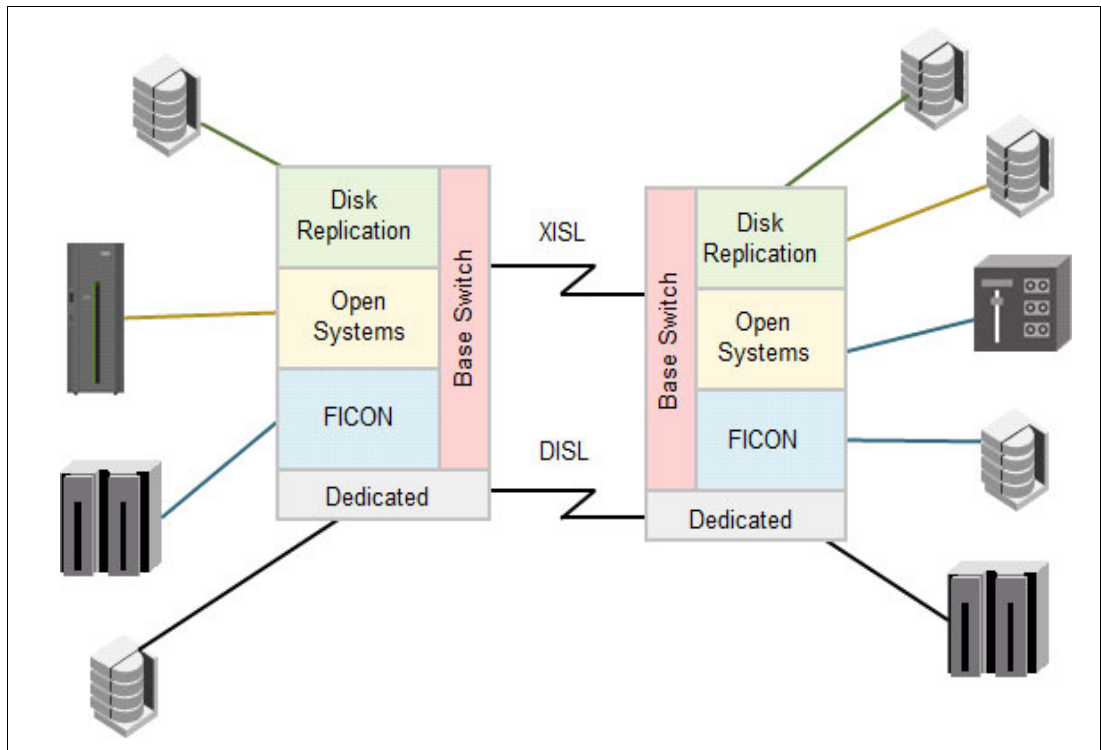 Disk
Replication
Open
Systems
FICON
Base Switch
Dedicated
XISL
DISL
Base Switch
Disk
Replication
Open
Systems
FICON
Dedicated